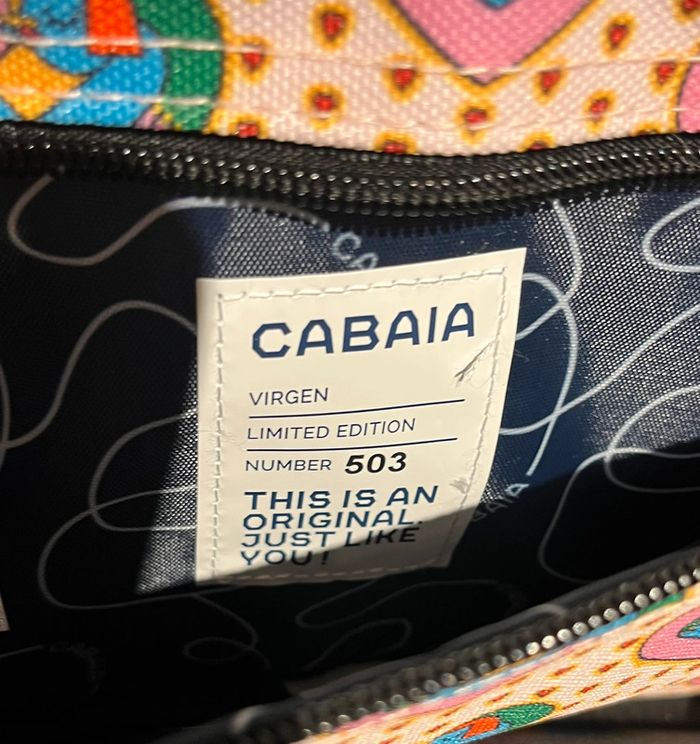 CABAIA
VIRGEN
LIMITED EDITION
NUMBER 503
THIS IS AN
ORIGINAL.
JUST LIKE
YOU!